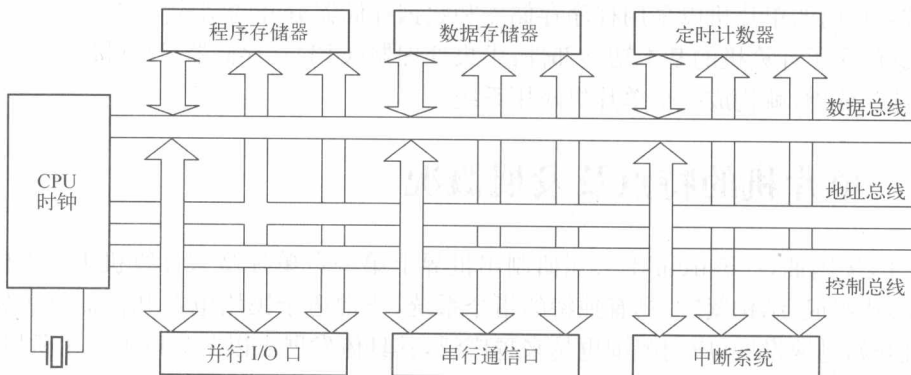 程序存储器
数据存储器
定时计数器
数据总线
CPU
时钟
地址总线
控制总线
并行 I/O 口
串行通信口
中断系统